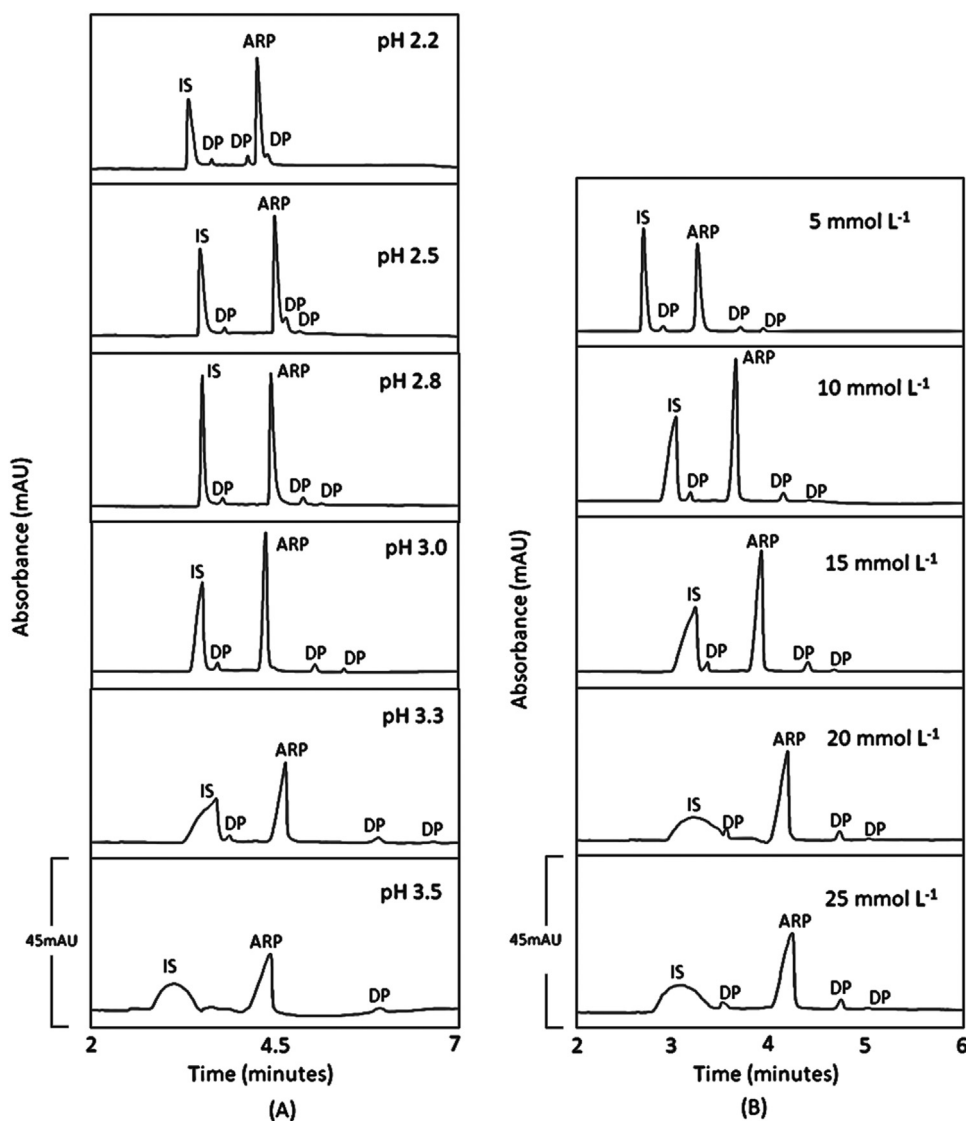 ARP
pH 2.2
IS
DP
DP
DP
ARP
pH 2.5
IS
DP
DP
DP
IS
ARP
pH 2.8
DP
DP
DP
pH 3.0
ARP
IS
DP
DP
DP
pH 3.3
ARP
IS
DP
DP
DP
pH 3.5
ARP
IS
DP
45mAU
2
4.5
7
Time (minutes)
(A)
Absorbance (mAU)
IS
5 mmol L-1
ARP
DP
DP
DP
ARP
10 mmol L-1
IS
DP
DP
DP
ARP
15 mmol L-1
IS
DP
DP
DP
ARP
20 mmol L-1
IS
DP
DP
DP
25 mmol L-1
ARP
IS
DP
DP
DP
45mAU
2
3
4
5
6
Time (minutes)
(B)
Absorbance (mAU)